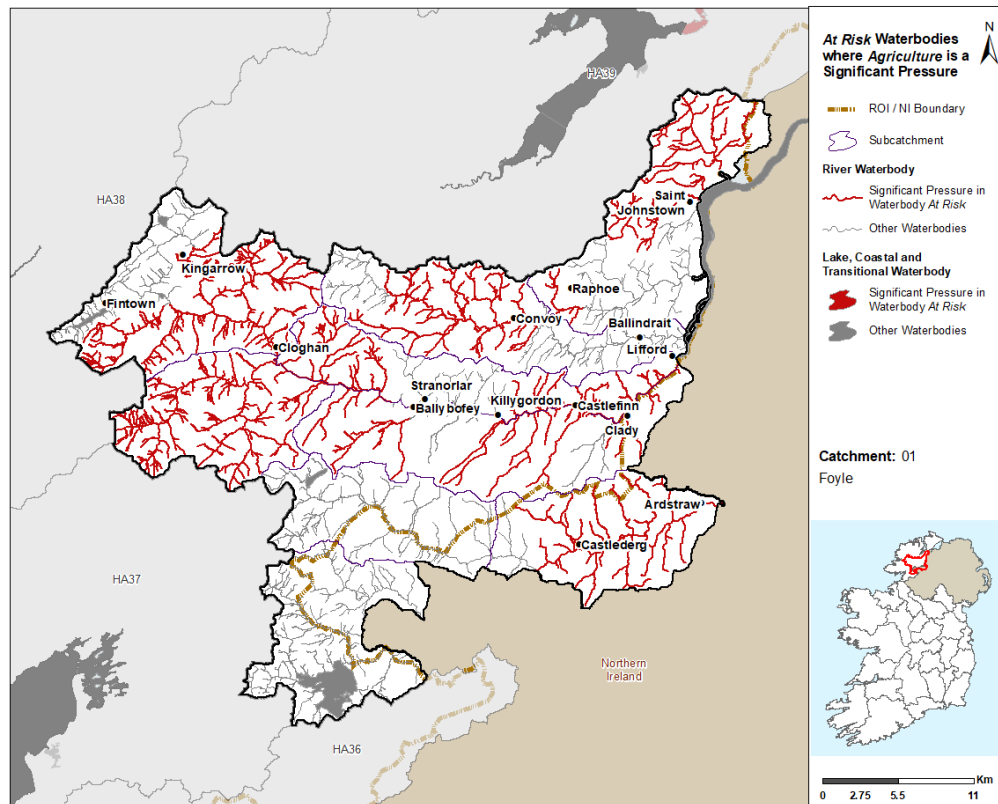 HA39
HA38
Saint
Johnstown
Kingarrow
Raphoe
Fintown
Convoy
Ballindrait
Cloghan
Lifford
Stranorlar
Killygordon
Castlefinn
Ballybofey
Clady
Ardstraw
Castlederg
HA37
Northern
Ireland
HA36
N
At Risk Waterbodies
where Agriculture is a
Significant Pressure
ROI / NI Boundary
Subcatchment
River Waterbody
Significant Pressure in
Waterbody At Risk
Other Waterbodies
Lake, Coastal and
Transitional Waterbody
Significant Pressure in
Waterbody At Risk
Other Waterbodies
Catchment: 01
Foyle
Km
0 2.75 5.5 11